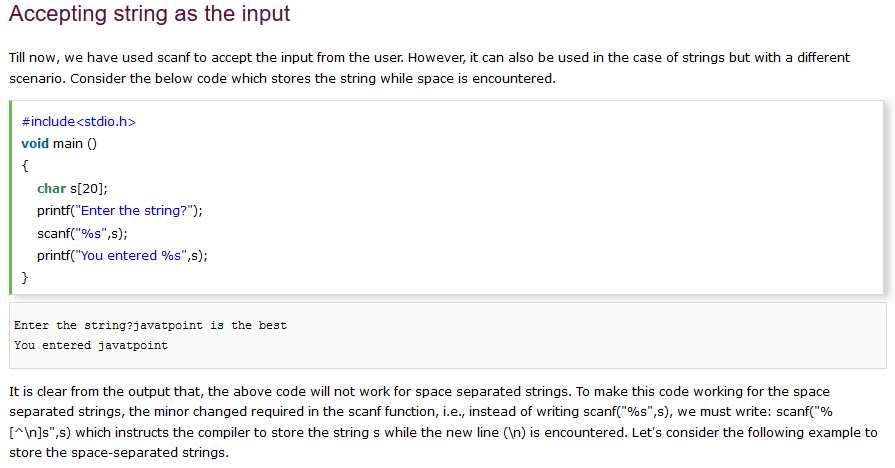 Accepting string as the input
Till now, we have used scanf to accept the input from the user. However, it can also be used in the case of strings but with a different
scenario. Consider the below code which stores the string while space is encountered.
#include<stdio.h>
void main ()
{
    char s[20];
    printf("Enter the string?");
    scanf("%s",s);
    printf("You entered %s",s);
}
Enter the string?javatpoint is the best
You entered javatpoint
It is clear from the output that, the above code will not work for space separated strings. To make this code working for the space
separated strings, the minor changed required in the scanf function, i.e., instead of writing scanf("%s",s), we must write: scanf("%
[^\n]s",s) which instructs the compiler to store the string s while the new line (\n) is encountered. Let's consider the following example to
store the space-separated strings.